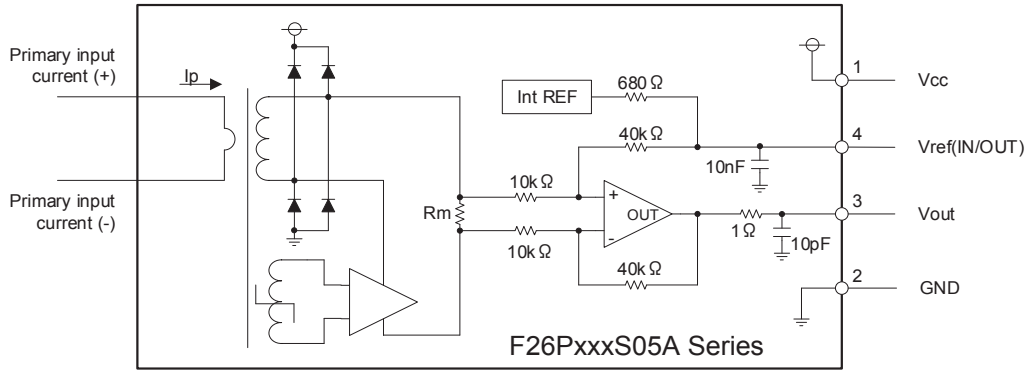 Primary input
current (+)
Ip
Primary input
current (-)
Int REF
680 Ω
40k Ω
10k Ω
Rm
10k Ω
+
OUT
-
40k Ω
10nF
1 Ω
10pF
1
Vcc
4
Vref(IN/OUT)
3
Vout
2
GND
F26PxxxS05A Series